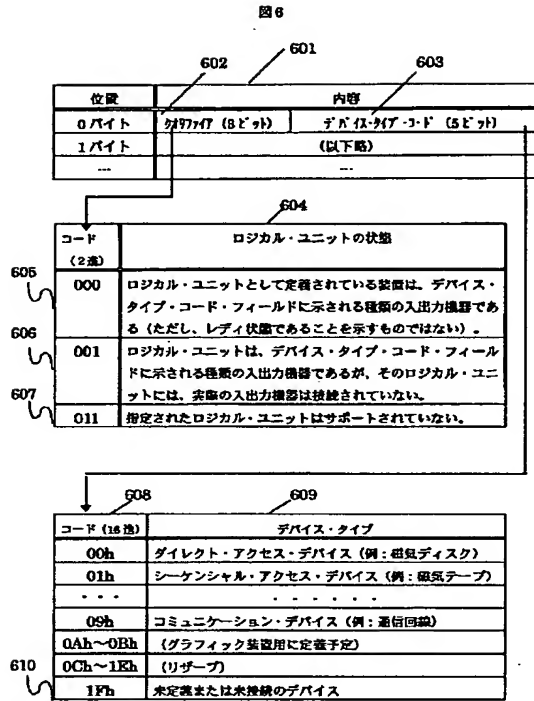 図6
601
602
603
位置 内容
0バイト クオリファイア (3ビット) デバイス・タイプ・コード (5ビット)
1バイト (以下略)
--- ---
604
コード (2進) ロジカル・ユニットの状態
605
000 ロジカル・ユニットとして定義されている装置は、デバイス・
タイプ・コード・フィールドに示される種類の入出力機器であ
る(ただし、レディ状態であることを示すものではない)。
606
001 ロジカル・ユニットは、デバイス・タイプ・コード・フィール
ドに示される種類の入出力機器であるが、そのロジカル・ユニ
ットには、実際の入出力機器は接続されていない。
607
011 指定されたロジカル・ユニットはサポートされていない。
608
609
コード (16進) デバイス・タイプ
00h ダイレクト・アクセス・デバイス (例:磁気ディスク)
01h シーケンシャル・アクセス・デバイス (例:磁気テープ)
・・・ ・・・・・・
09h コミュニケーション・デバイス (例:通信回線)
0Ah~0Bh (グラフィック装置用に定義予定)
0Ch~1Eh (リザーブ)
610
1Fh 未定義または未接続のデバイス